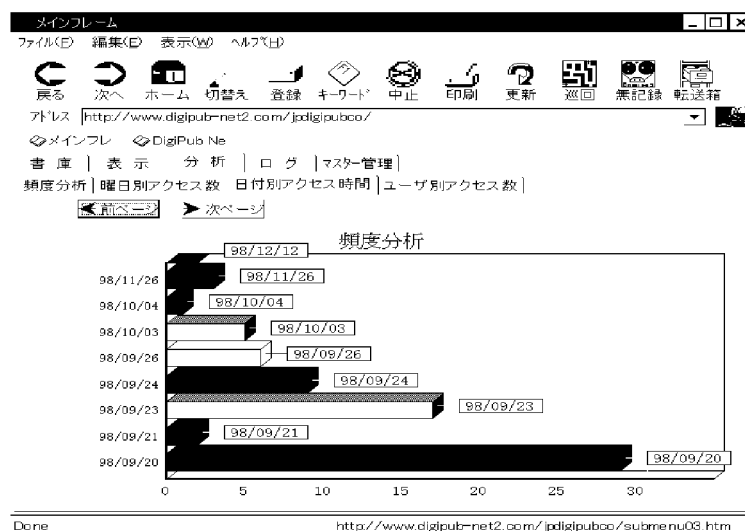 メインフレーム
ファイル(F) 編集(E) 表示(W) ヘルプ(H)
戻る 次へ ホーム 切替え 登録 キーワード 中止 印刷 更新 巡回 無記録 転送箱
アドレス http://www.digipub-net2.com/jpdigipubco/
メインフレ DigiPub Ne
書庫 表示 分析 ログ マスター管理
頻度分析 曜日別アクセス数 日付別アクセス時間 ユーザ別アクセス数
前ページ 次ページ
頻度分析
98/12/12
98/11/26 98/11/26
98/10/04 98/10/04
98/10/03 98/10/03
98/09/26 98/09/26
98/09/24 98/09/24
98/09/23 98/09/23
98/09/21 98/09/21
98/09/20 98/09/20
0 5 10 15 20 25 30
Done http://www.digipub-net2.com/jpdigipubco/submenu03.htm